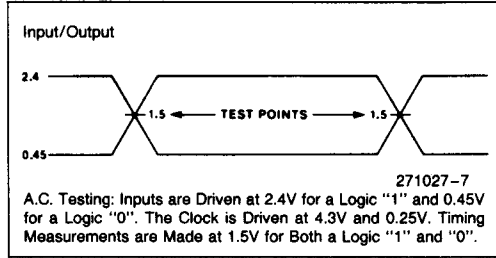 Input/Output
2.4
1.5 TEST POINTS 1.5
0.45
271027-7
A.C. Testing: Inputs are Driven at 2.4V for a Logic "1" and 0.45V
for a Logic "0". The Clock is Driven at 4.3V and 0.25V. Timing
Measurements are Made at 1.5V for Both a Logic "1" and "0".